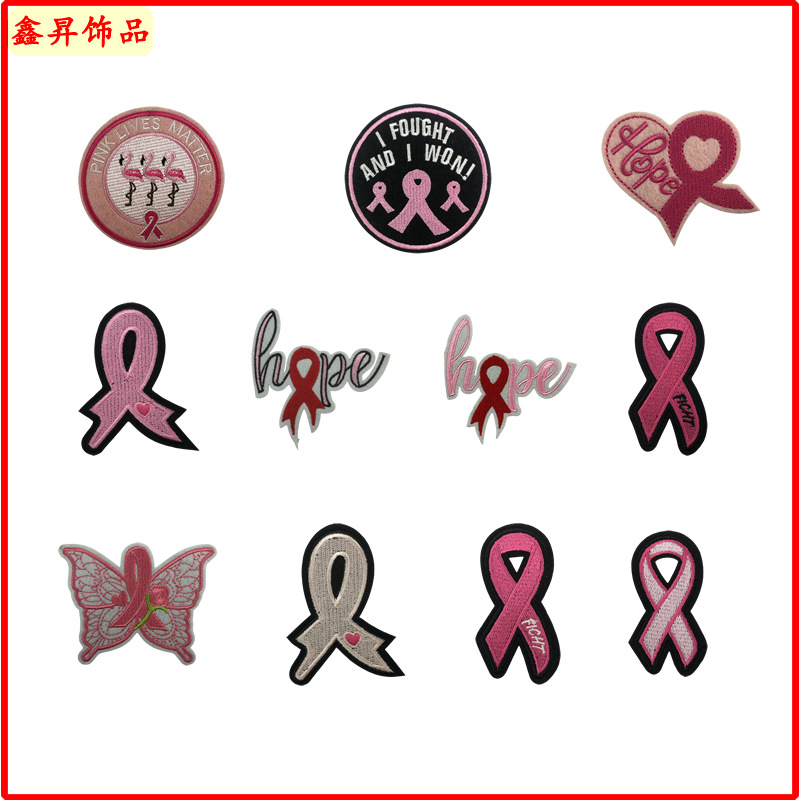 鑫昇饰品
PINK LIVES MATTER
I FOUGHT
AND I WON!
Hope
hope
hope
FIGHT
FIGHT